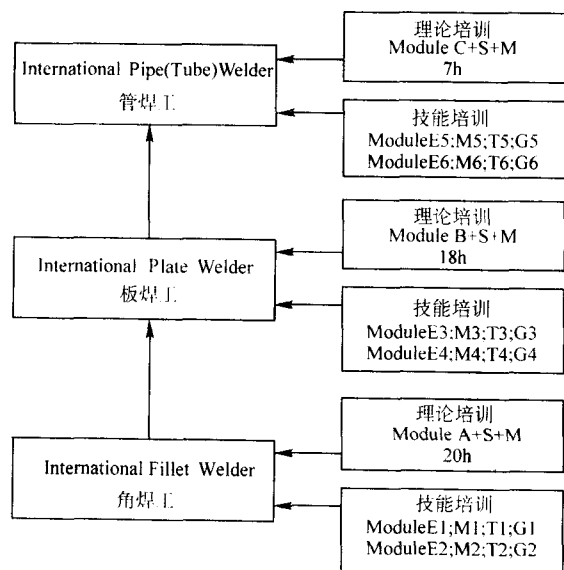 International Pipe(Tube)Welder
管焊工
理论培训
Module C+S+M
7h
技能培训
ModuleE5;M5;T5;G5
ModuleE6;M6;T6;G6
International Plate Welder
板焊工
理论培训
Module B+S+M
18h
技能培训
ModuleE3;M3;T3;G3
ModuleE4;M4;T4;G4
International Fillet Welder
角焊工
理论培训
Module A+S+M
20h
技能培训
ModuleE1;M1;T1;G1
ModuleE2;M2;T2;G2